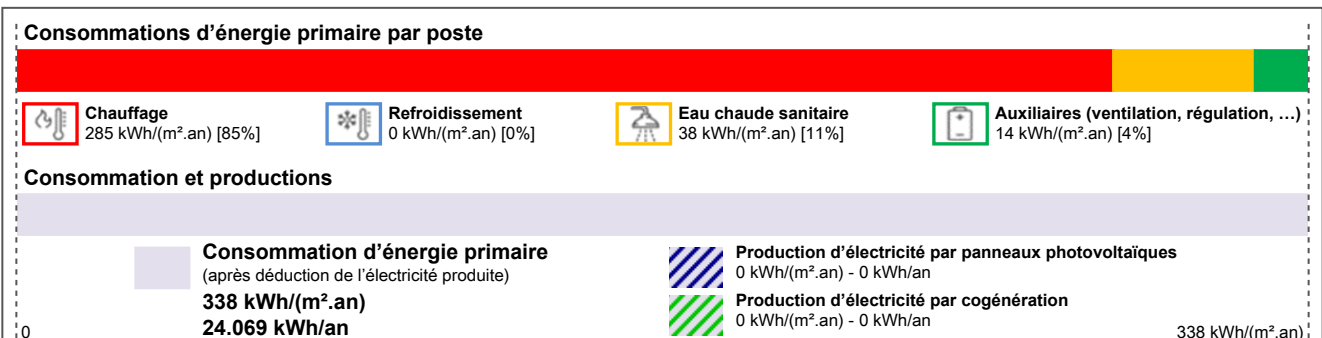 Consommations d’énergie primaire par poste
Chauffage
285 kWh/(m².an) [85%]
Refroidissement
0 kWh/(m².an) [0%]
Eau chaude sanitaire
38 kWh/(m².an) [11%]
Auxiliaires (ventilation, régulation, …)
14 kWh/(m².an) [4%]
Consommation et productions
Consommation d’énergie primaire
(après déduction de l’électricité produite)
338 kWh/(m².an)
24.069 kWh/an
Production d’électricité par panneaux photovoltaïques
0 kWh/(m².an) - 0 kWh/an
Production d’électricité par cogénération
0 kWh/(m².an) - 0 kWh/an
0
338 kWh/(m².an)